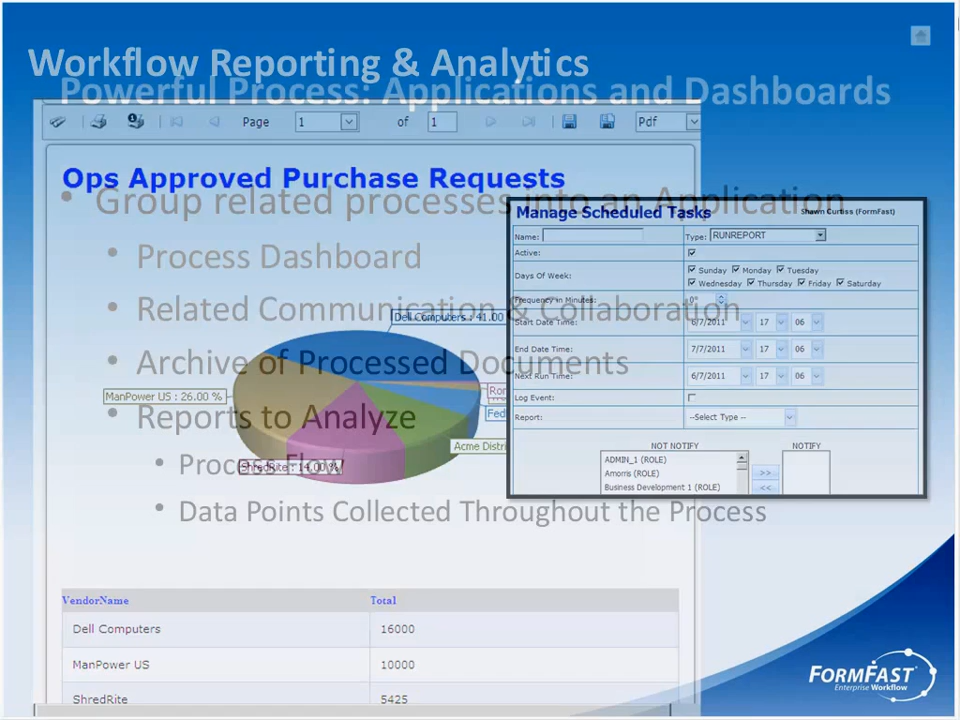 Workflow Reporting & Analytics
Powerful Process: Applications and Dashboards
Page 1 of 1 Pdf
Ops Approved Purchase Requests
• Group related processes into an Application
• Process Dashboard
• Related Communication & Collaboration
• Archive of Processed Documents
• Reports to Analyze
• Process Flow
• Data Points Collected Throughout the Process
Dell Computers : 41.00
ManPower US : 26.00 %
ShredRite : 14.00 %
Acme Distri
Fed
Manage Scheduled Tasks
Shawn Curtiss (FormFast)
Name: Type: RUNREPORT
Active:
Days Of Week: Sunday Monday Tuesday
Wednesday Thursday Friday Saturday
Frequency in Minutes: 0*
Start Date Time: 6/7/2011 17 06
End Date Time: 7/7/2011 17 06
Next Run Time: 6/7/2011 17 06
Log Event:
Report: --Select Type --
NOT NOTIFY NOTIFY
ADMIN_1 (ROLE)
Amorris (ROLE)
Business Development 1 (ROLE)
>>
<<
VendorName Total
Dell Computers 16000
ManPower US 10000
ShredRite 5425
FORMFAST
Enterprise Workflow